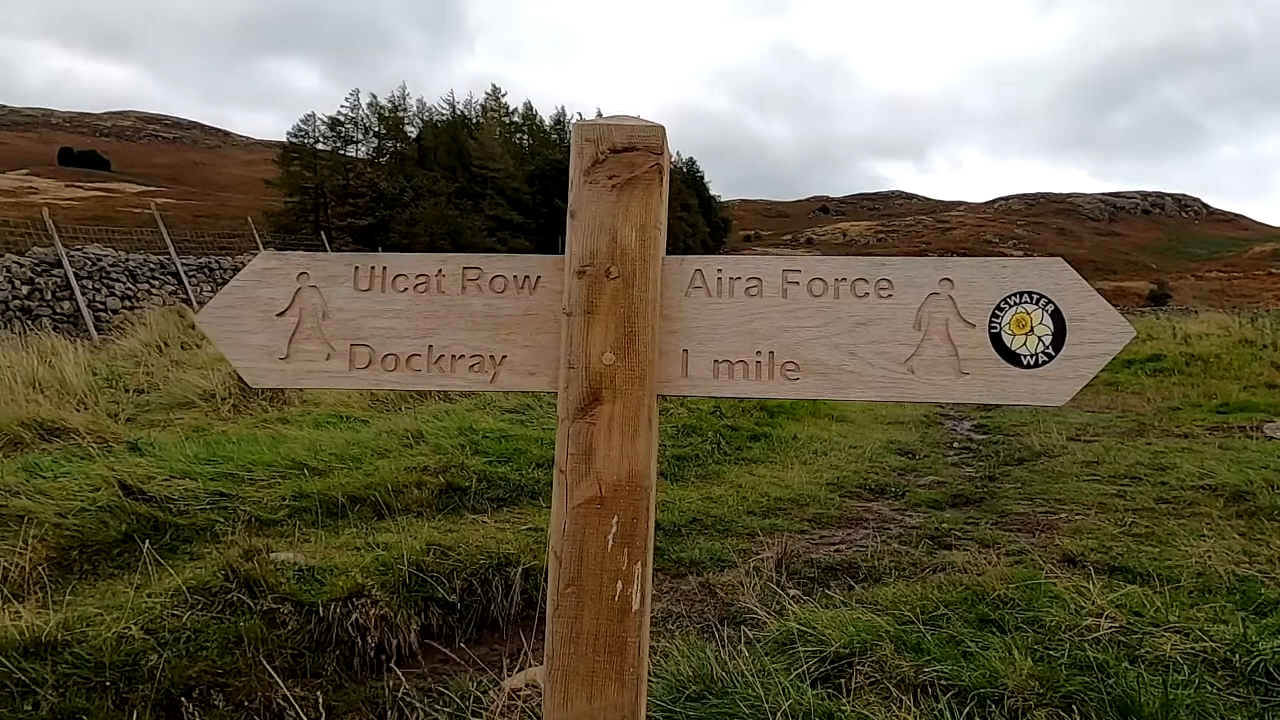 Ulcat Row
Dockray
Aira Force
1 mile
ULLSWATER
WAY